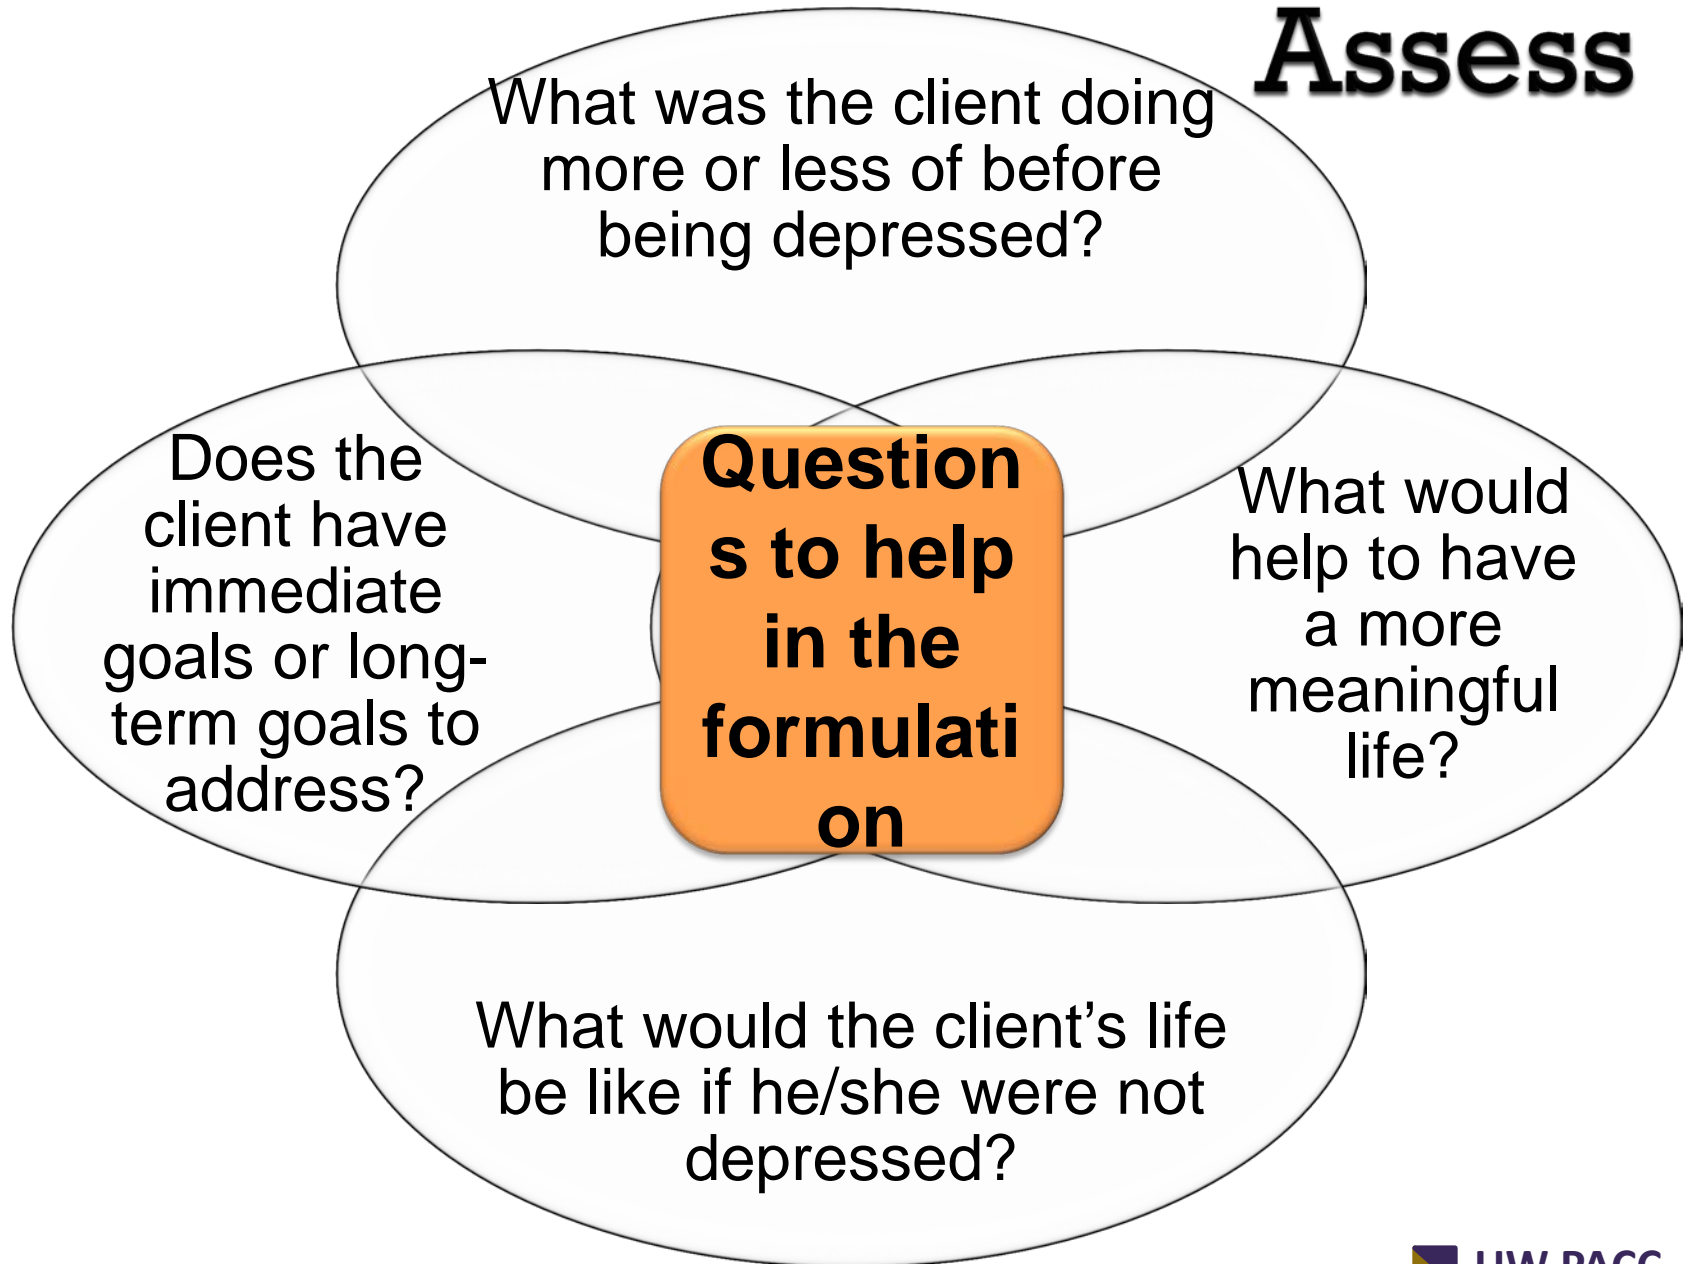 Assess
What was the client doing
more or less of before
being depressed?
Does the
client have
immediate
goals or long-
term goals to
address?
Question
s to help
in the
formulati
on
What would
help to have
a more
meaningful
life?
What would the client’s life
be like if he/she were not
depressed?
UW PACC